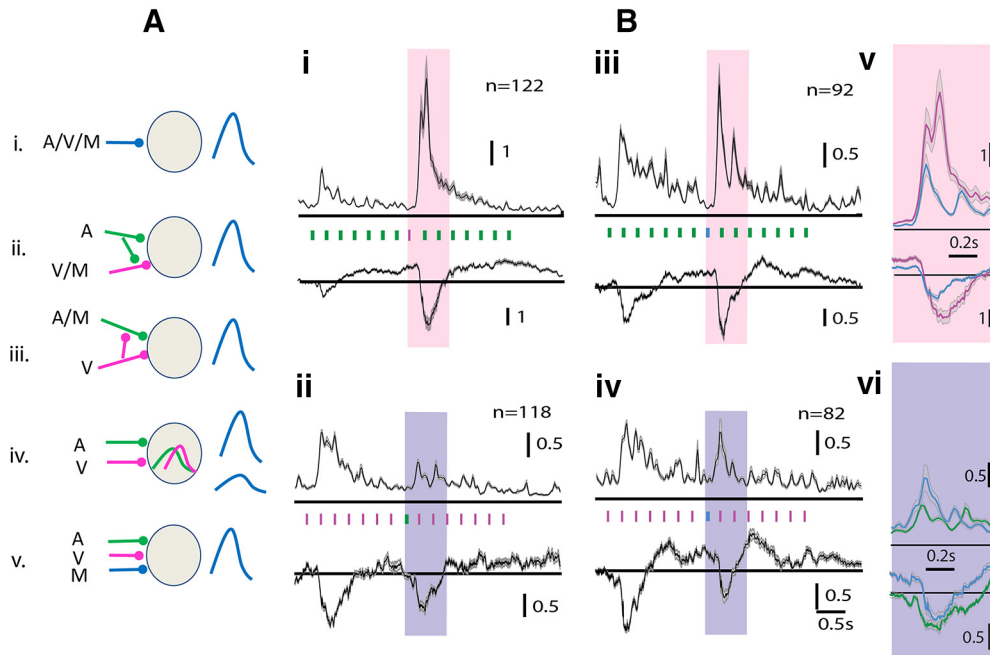 A
B
i. A/V/M
ii. A
V/M
iii. A/M
V
iv. A
V
v. A
V
M
i
n=122
1
1
ii
n=118
0.5
0.5
iii
n=92
0.5
0.5
iv
n=82
0.5
0.5
0.5s
v
1
0.2s
1
vi
0.5
0.2s
0.5